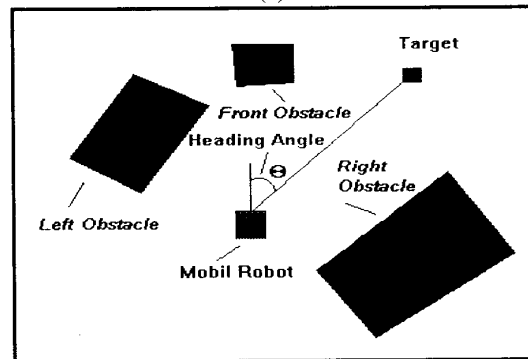 Target
Front Obstacle
Heading Angle
Θ
Right
Obstacle
Left Obstacle
Mobil Robot